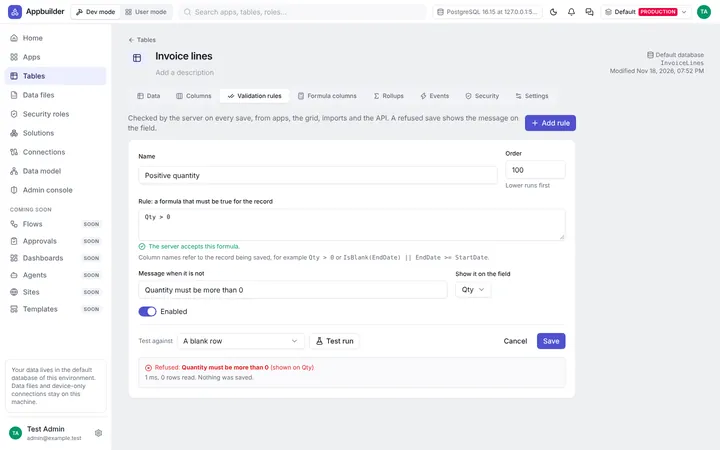 Appbuilder
Dev mode
User mode
Search apps, tables, roles...
PostgreSQL 16.15 at 127.0.0.1:5...
Default
PRODUCTION
TA
Home
Apps
Tables
Data files
Security roles
Solutions
Connections
Data model
Admin console
COMING SOON
Flows SOON
Approvals SOON
Dashboards SOON
Agents SOON
Sites SOON
Templates SOON
Your data lives in the default
database of this environment.
Data files and device-only
connections stay on this
machine.
TA
Test Admin
admin@example.test
Tables
Invoice lines
Add a description
Default database
InvoiceLines
Modified Nov 18, 2026, 07:52 PM
Data
Columns
Validation rules
Formula columns
Rollups
Events
Security
Settings
Checked by the server on every save, from apps, the grid, imports and the API. A refused save shows the message on
the field.
Add rule
Name
Positive quantity
Order
100
Lower runs first
Rule: a formula that must be true for the record
Qty > 0
The server accepts this formula.
Column names refer to the record being saved, for example Qty > 0 or IsBlank(EndDate) || EndDate >= StartDate.
Message when it is not
Quantity must be more than 0
Show it on the field
Qty
Enabled
Test against
A blank row
Test run
Cancel
Save
Refused: Quantity must be more than 0 (shown on Qty)
1 ms, 0 rows read. Nothing was saved.